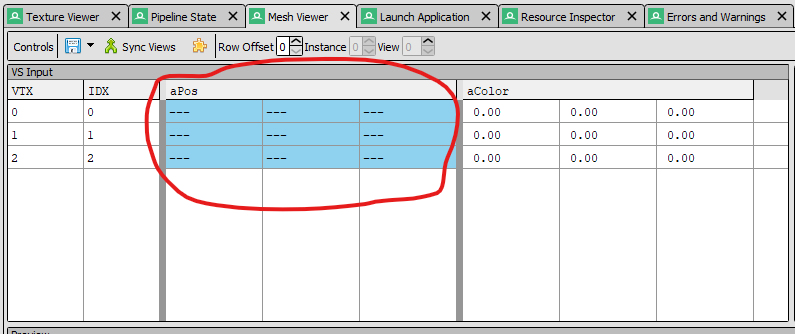 Texture Viewer Pipeline State Mesh Viewer Launch Application Resource Inspector Errors and Warnings
Controls Sync Views Row Offset 0 Instance 0 View 0
VS Input
VTX IDX aPos aColor
0 0 --- --- --- 0.00 0.00 0.00
1 1 --- --- --- 0.00 0.00 0.00
2 2 --- --- --- 0.00 0.00 0.00